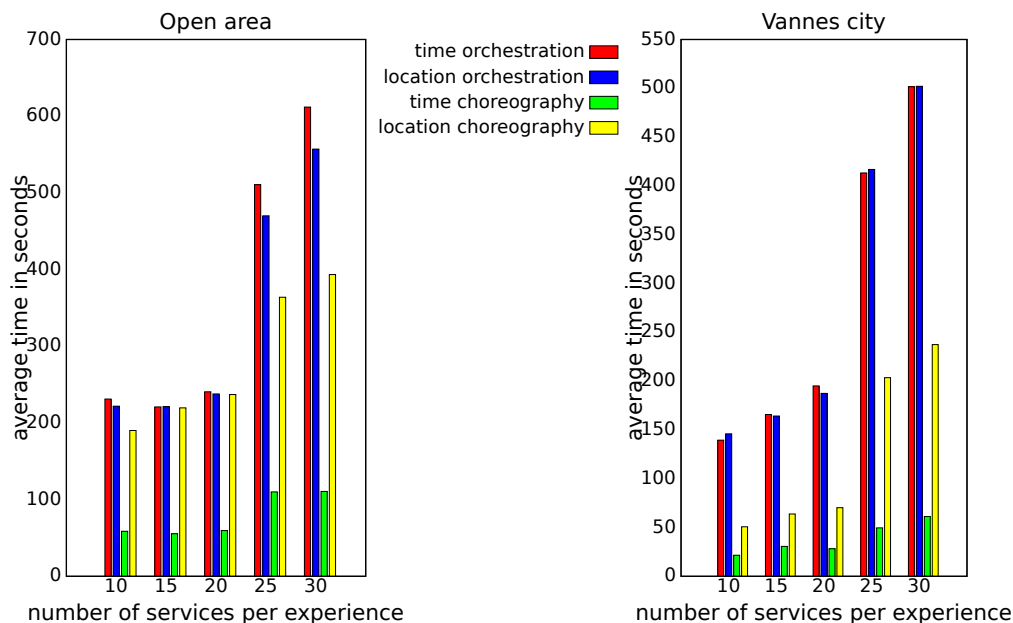 Open area
700
600
500
400
300
200
100
0
average time in seconds
10 15 20 25 30
number of services per experience
time orchestration
location orchestration
time choreography
location choreography
Vannes city
550
500
450
400
350
300
250
200
150
100
50
0
average time in seconds
10 15 20 25 30
number of services per experience